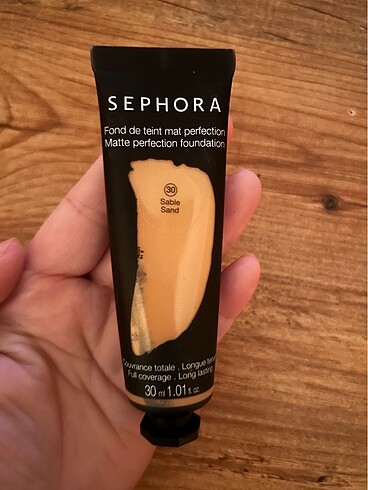 SEPHORA
Fond de teint mat perfection
Matte perfection foundation
30
Sable
Sand
Couvrance totale . Longue tenue
Full coverage . Long lasting
30 ml 1.01 fl. oz.